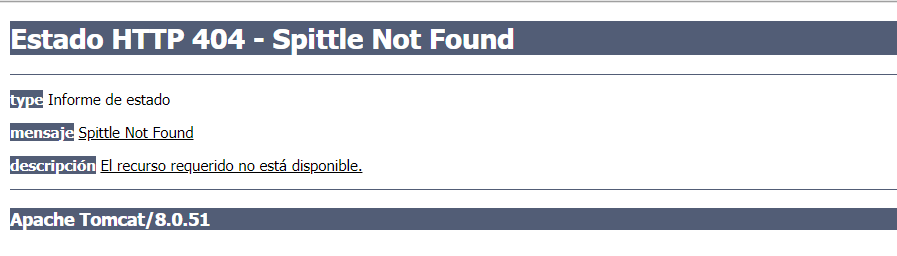 Estado HTTP 404 - Spittle Not Found
type Informe de estado
mensaje Spittle Not Found
descripción El recurso requerido no está disponible.
Apache Tomcat/8.0.51